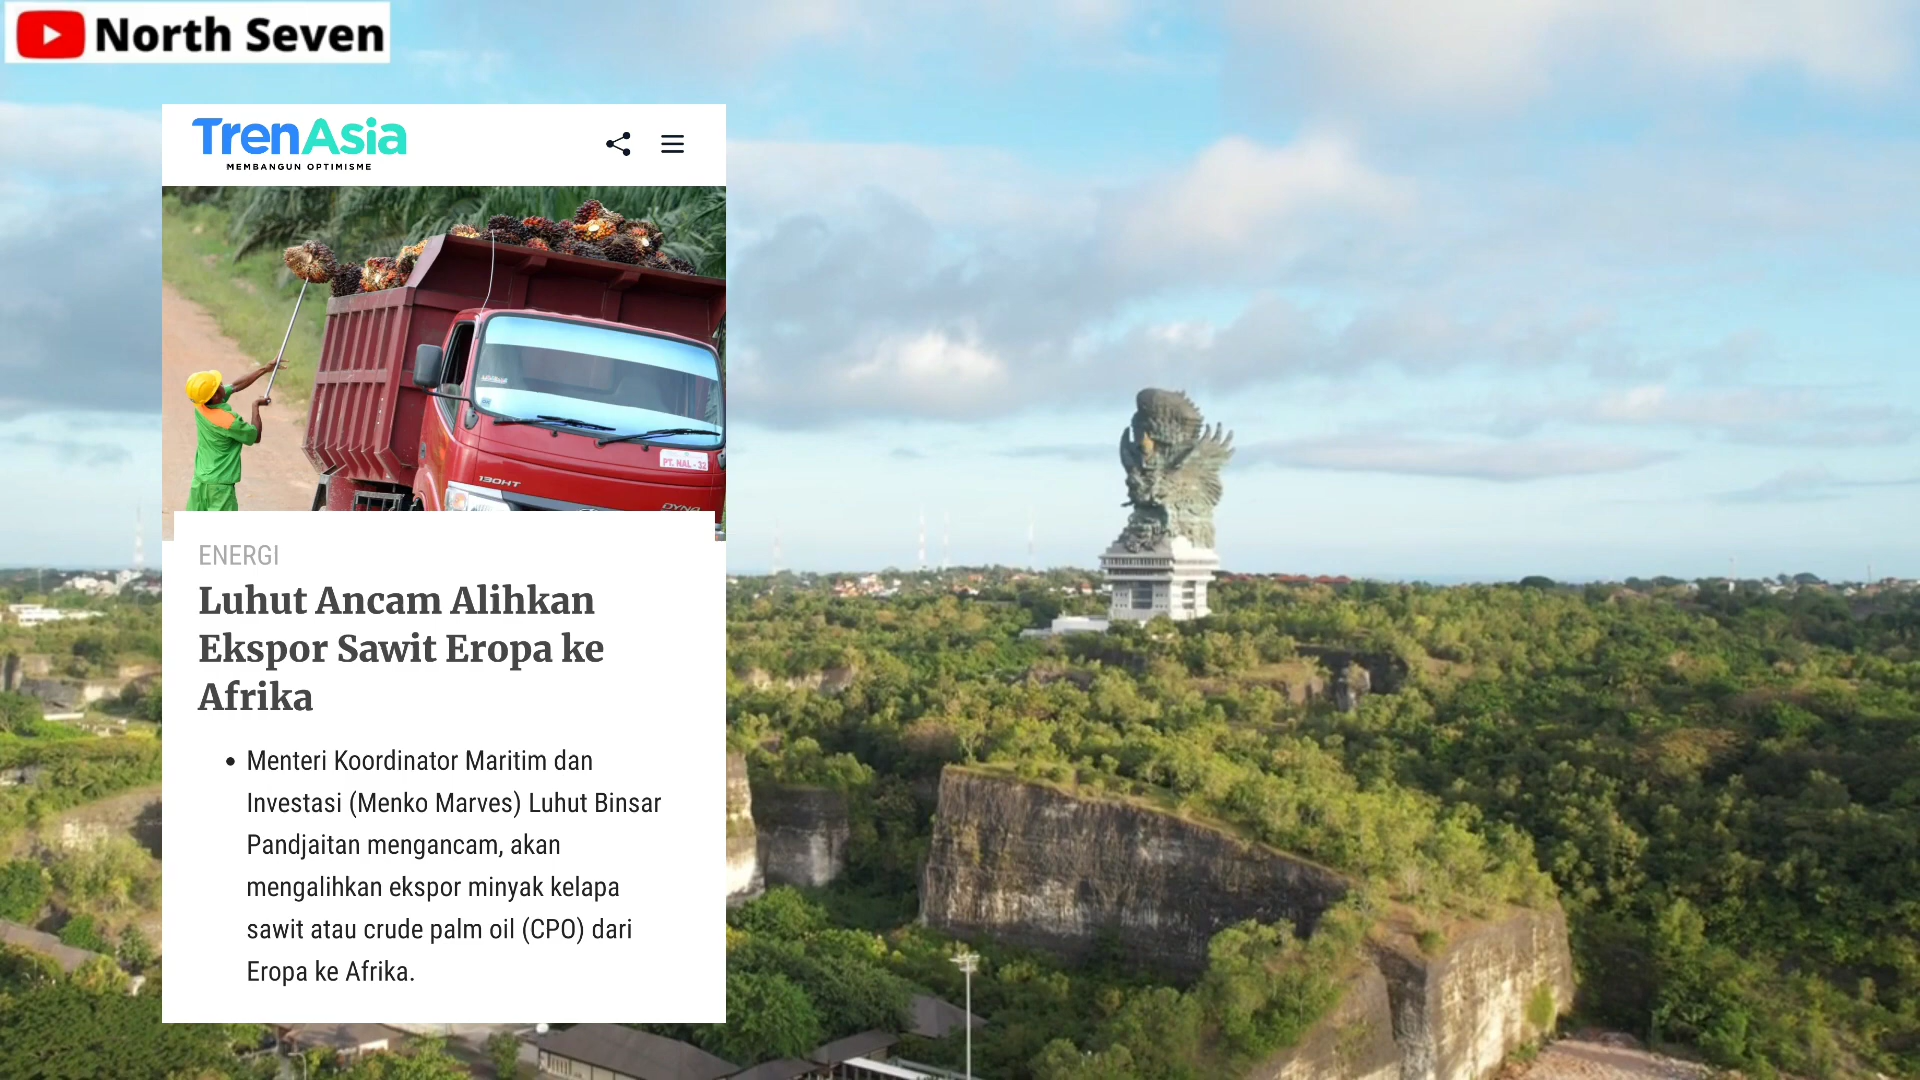 North Seven
TrenAsia
MEMBANGUN OPTIMISME
130HT
DYNA
PT. NAL - 32
ENERGI
Luhut Ancam Alihkan
Ekspor Sawit Eropa ke
Afrika
• Menteri Koordinator Maritim dan
Investasi (Menko Marves) Luhut Binsar
Pandjaitan mengancam, akan
mengalihkan ekspor minyak kelapa
sawit atau crude palm oil (CPO) dari
Eropa ke Afrika.